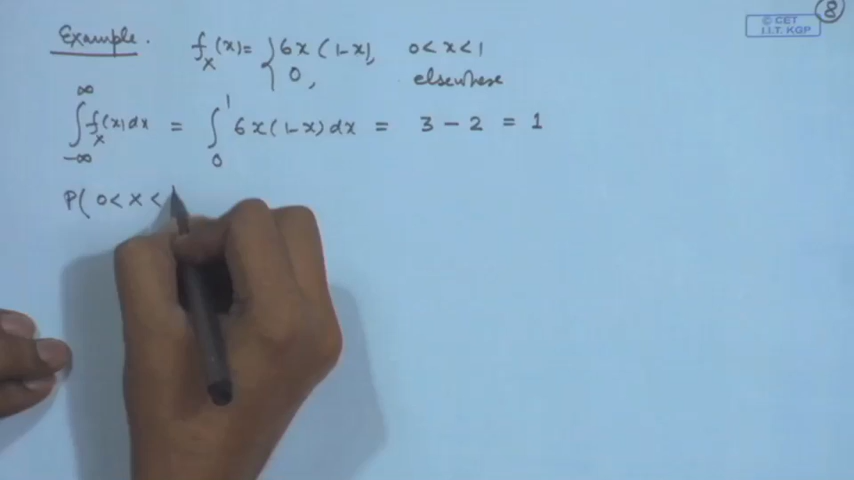 8
© CET
I.I.T. KGP
Example. f_X(x) = { 6x(1-x), 0<x<1
0, elsewhere
∫_{-∞}^{∞} f_X(x)dx = ∫_0^1 6x(1-x)dx = 3 - 2 = 1
P( 0 < X <